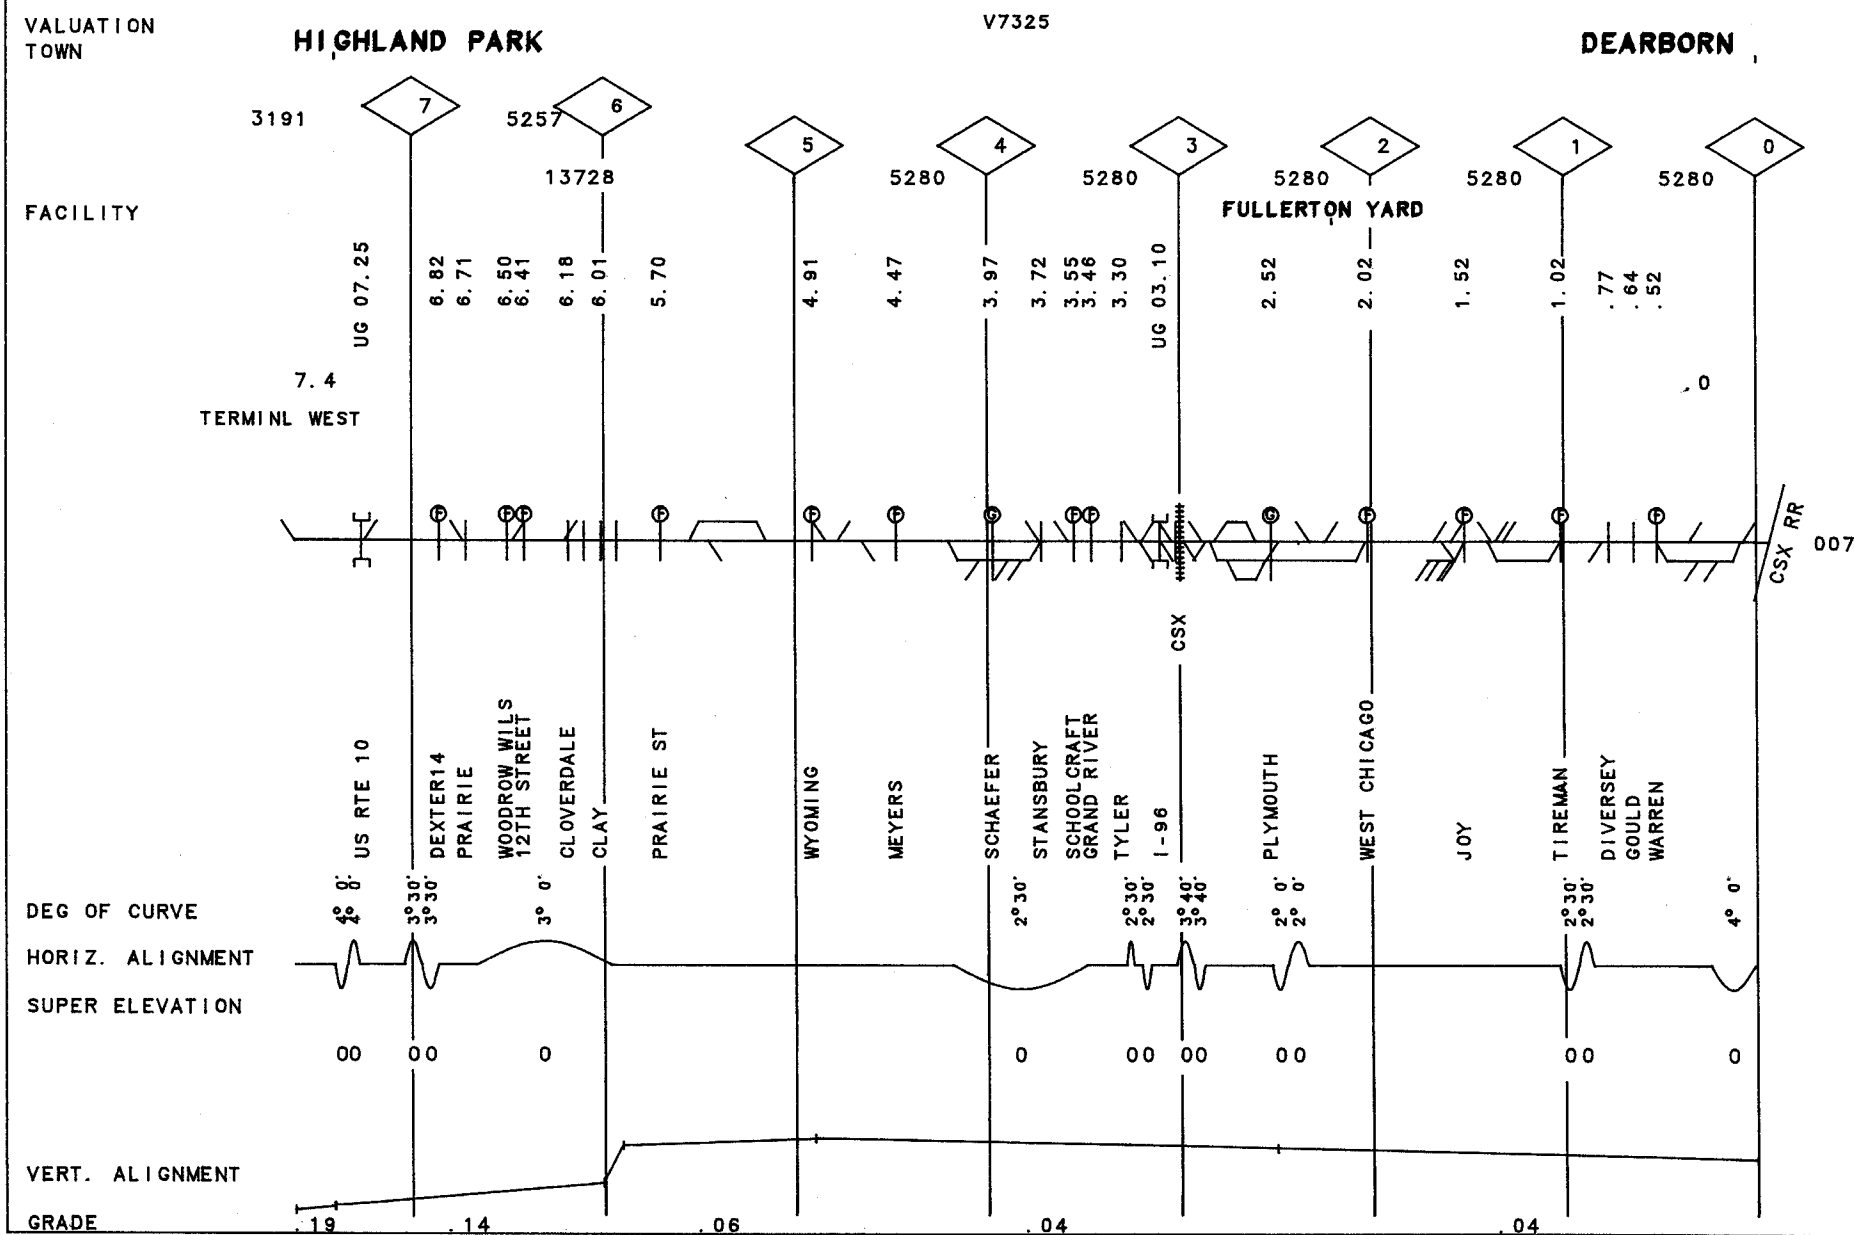 VALUATION
TOWN
V7325
HIGHLAND PARK
DEARBORN
7
6
5
4
3
2
1
0
3191
5257
13728
5280
5280
5280
5280
5280
FACILITY
FULLERTON YARD
UG 07.25
6.82
6.71
6.50
6.41
6.18
6.01
5.70
4.91
4.47
3.97
3.72
3.55
3.46
3.30
UG 03.10
2.52
2.02
1.52
1.02
.77
.64
.52
7.4
.0
TERMINL WEST
F
F
F
F
F
F
G
F
F
G
F
F
F
F
CSX RR
007
CSX
US RTE 10
DEXTER14
PRAIRIE
WOODROW WILS
12TH STREET
CLOVERDALE
CLAY
PRAIRIE ST
WYOMING
MEYERS
SCHAEFER
STANSBURY
SCHOOLCRAFT
GRAND RIVER
TYLER
I-96
PLYMOUTH
WEST CHICAGO
JOY
TIREMAN
DIVERSEY
GOULD
WARREN
DEG OF CURVE
4° 0'
4° 0'
3°30'
3°30'
3° 0'
2°30'
2°30'
2°30'
3°40'
3°40'
2° 0'
2° 0'
2°30'
2°30'
4° 0'
HORIZ. ALIGNMENT
SUPER ELEVATION
00 00 0 0 00 00 00 00 0
VERT. ALIGNMENT
GRADE .19 .14 .06 .04 .04